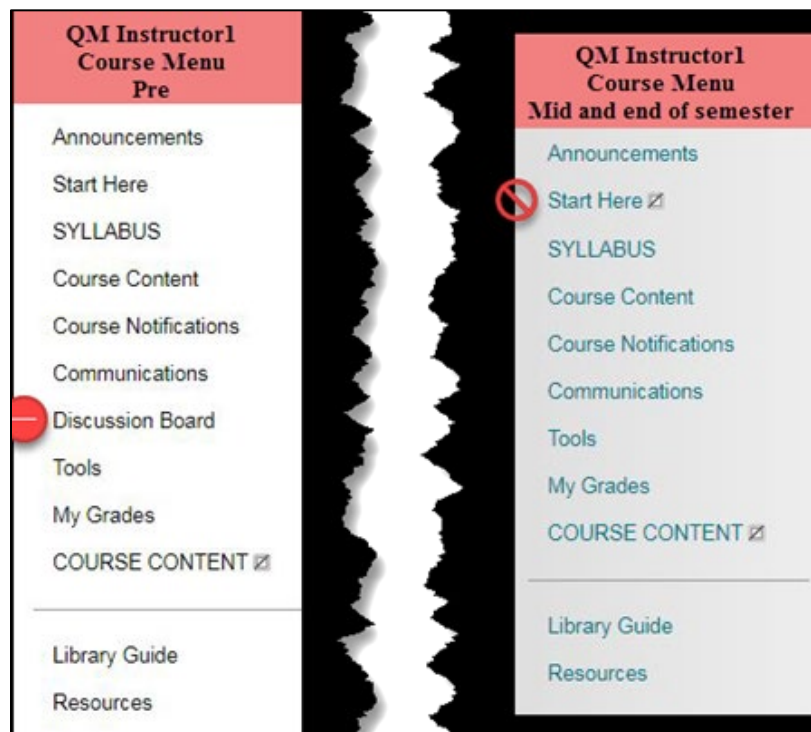 QM Instructor1
Course Menu
Pre
Announcements
Start Here
SYLLABUS
Course Content
Course Notifications
Communications
Discussion Board
Tools
My Grades
COURSE CONTENT
Library Guide
Resources
QM Instructor1
Course Menu
Mid and end of semester
Announcements
Start Here
SYLLABUS
Course Content
Course Notifications
Communications
Tools
My Grades
COURSE CONTENT
Library Guide
Resources